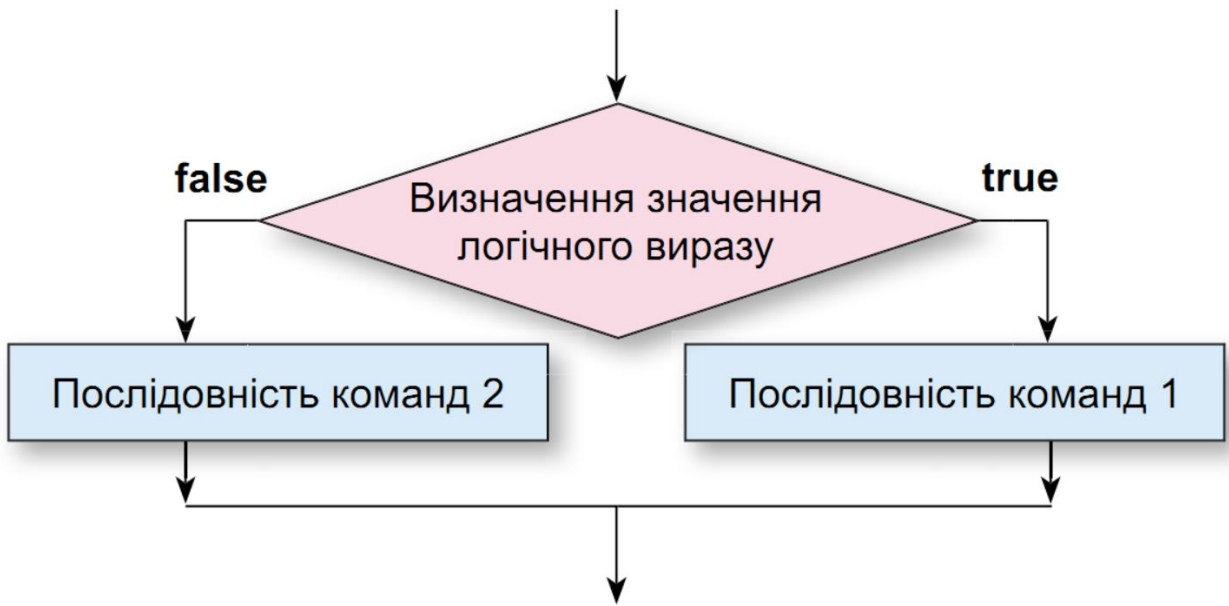 false
true
Визначення значення
логічного виразу
Послідовність команд 2
Послідовність команд 1